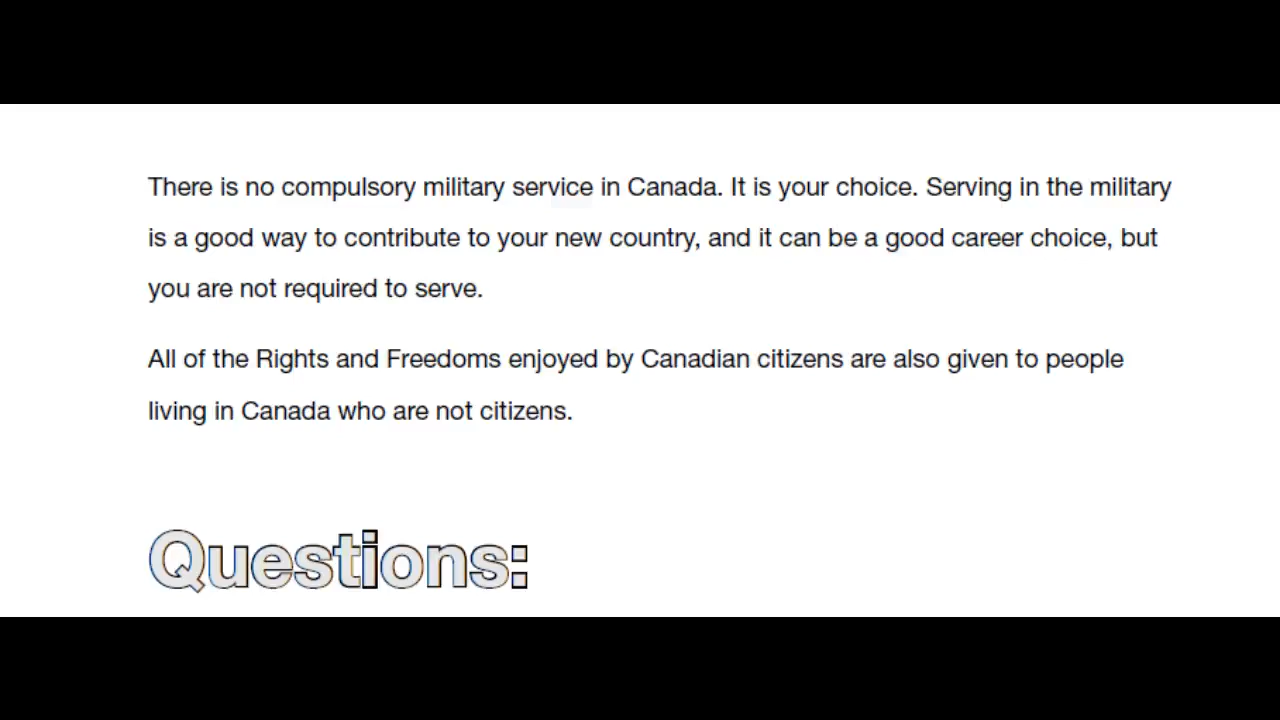 There is no compulsory military service in Canada. It is your choice. Serving in the military
is a good way to contribute to your new country, and it can be a good career choice, but
you are not required to serve.
All of the Rights and Freedoms enjoyed by Canadian citizens are also given to people
living in Canada who are not citizens.
Questions: